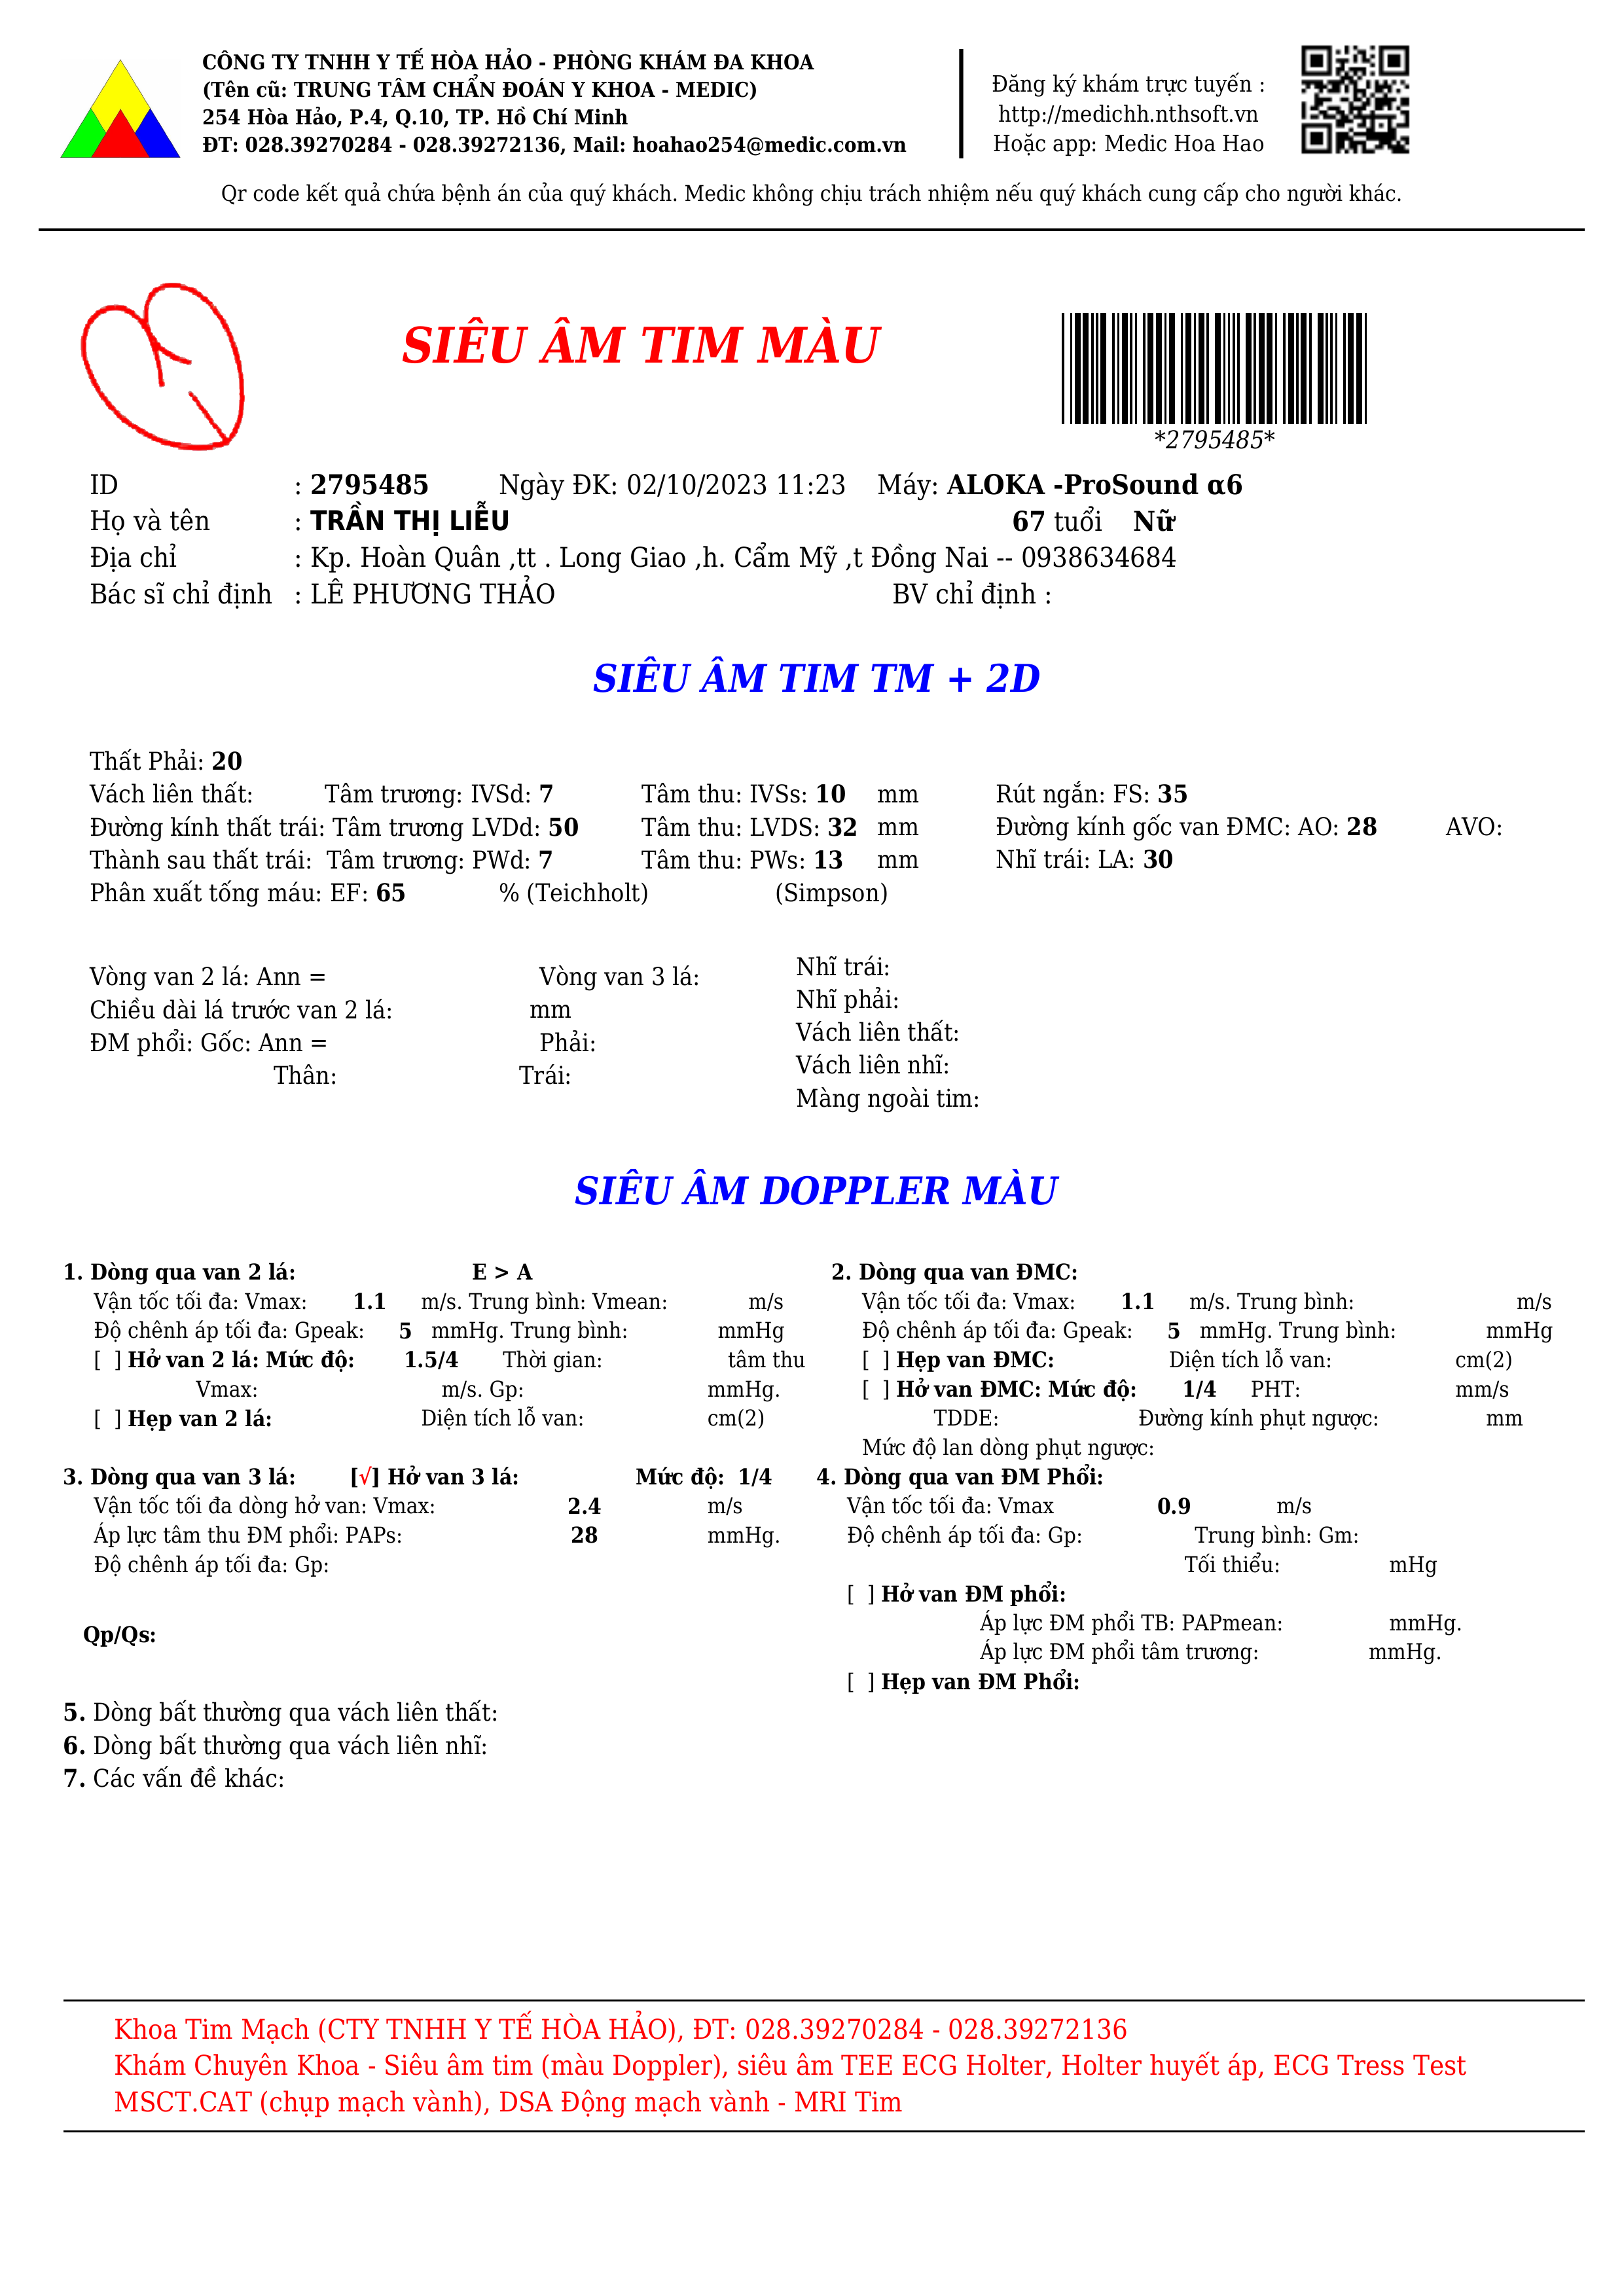 CÔNG TY TNHH Y TẾ HÒA HẢO - PHÒNG KHÁM ĐA KHOA
(Tên cũ: TRUNG TÂM CHẨN ĐOÁN Y KHOA - MEDIC)
254 Hòa Hảo, P.4, Q.10, TP. Hồ Chí Minh
ĐT: 028.39270284 - 028.39272136, Mail: hoahao254@medic.com.vn
Đăng ký khám trực tuyến :
http://medichh.nthsoft.vn
Hoặc app: Medic Hoa Hao
Qr code kết quả chứa bệnh án của quý khách. Medic không chịu trách nhiệm nếu quý khách cung cấp cho người khác.
SIÊU ÂM TIM MÀU
*2795485*
ID : 2795485 Ngày ĐK: 02/10/2023 11:23 Máy: ALOKA -ProSound α6
Họ và tên : TRẦN THỊ LIỄU 67 tuổi Nữ
Địa chỉ : Kp. Hoàn Quân ,tt . Long Giao ,h. Cẩm Mỹ ,t Đồng Nai -- 0938634684
Bác sĩ chỉ định : LÊ PHƯƠNG THẢO BV chỉ định :
SIÊU ÂM TIM TM + 2D
Thất Phải: 20
Vách liên thất: Tâm trương: IVSd: 7 Tâm thu: IVSs: 10 mm Rút ngắn: FS: 35
Đường kính thất trái: Tâm trương LVDd: 50 Tâm thu: LVDS: 32 mm Đường kính gốc van ĐMC: AO: 28 AVO:
Thành sau thất trái: Tâm trương: PWd: 7 Tâm thu: PWs: 13 mm Nhĩ trái: LA: 30
Phân xuất tống máu: EF: 65 % (Teichholt) (Simpson)
Vòng van 2 lá: Ann = Vòng van 3 lá:
Chiều dài lá trước van 2 lá: mm
ĐM phổi: Gốc: Ann = Phải:
Thân: Trái:
Nhĩ trái:
Nhĩ phải:
Vách liên thất:
Vách liên nhĩ:
Màng ngoài tim:
SIÊU ÂM DOPPLER MÀU
1. Dòng qua van 2 lá: E > A
Vận tốc tối đa: Vmax: 1.1 m/s. Trung bình: Vmean: m/s
Độ chênh áp tối đa: Gpeak: 5 mmHg. Trung bình: mmHg
[ ] Hở van 2 lá: Mức độ: 1.5/4 Thời gian: tâm thu
Vmax: m/s. Gp: mmHg.
[ ] Hẹp van 2 lá: Diện tích lỗ van: cm(2)
2. Dòng qua van ĐMC:
Vận tốc tối đa: Vmax: 1.1 m/s. Trung bình: m/s
Độ chênh áp tối đa: Gpeak: 5 mmHg. Trung bình: mmHg
[ ] Hẹp van ĐMC: Diện tích lỗ van: cm(2)
[ ] Hở van ĐMC: Mức độ: 1/4 PHT: mm/s
TDDE: Đường kính phụt ngược: mm
Mức độ lan dòng phụt ngược:
3. Dòng qua van 3 lá: [√] Hở van 3 lá: Mức độ: 1/4
Vận tốc tối đa dòng hở van: Vmax: 2.4 m/s
Áp lực tâm thu ĐM phổi: PAPs: 28 mmHg.
Độ chênh áp tối đa: Gp:
Qp/Qs:
4. Dòng qua van ĐM Phổi:
Vận tốc tối đa: Vmax 0.9 m/s
Độ chênh áp tối đa: Gp: Trung bình: Gm:
Tối thiểu: mHg
[ ] Hở van ĐM phổi:
Áp lực ĐM phổi TB: PAPmean: mmHg.
Áp lực ĐM phổi tâm trương: mmHg.
[ ] Hẹp van ĐM Phổi:
5. Dòng bất thường qua vách liên thất:
6. Dòng bất thường qua vách liên nhĩ:
7. Các vấn đề khác:
Khoa Tim Mạch (CTY TNHH Y TẾ HÒA HẢO), ĐT: 028.39270284 - 028.39272136
Khám Chuyên Khoa - Siêu âm tim (màu Doppler), siêu âm TEE ECG Holter, Holter huyết áp, ECG Tress Test
MSCT.CAT (chụp mạch vành), DSA Động mạch vành - MRI Tim